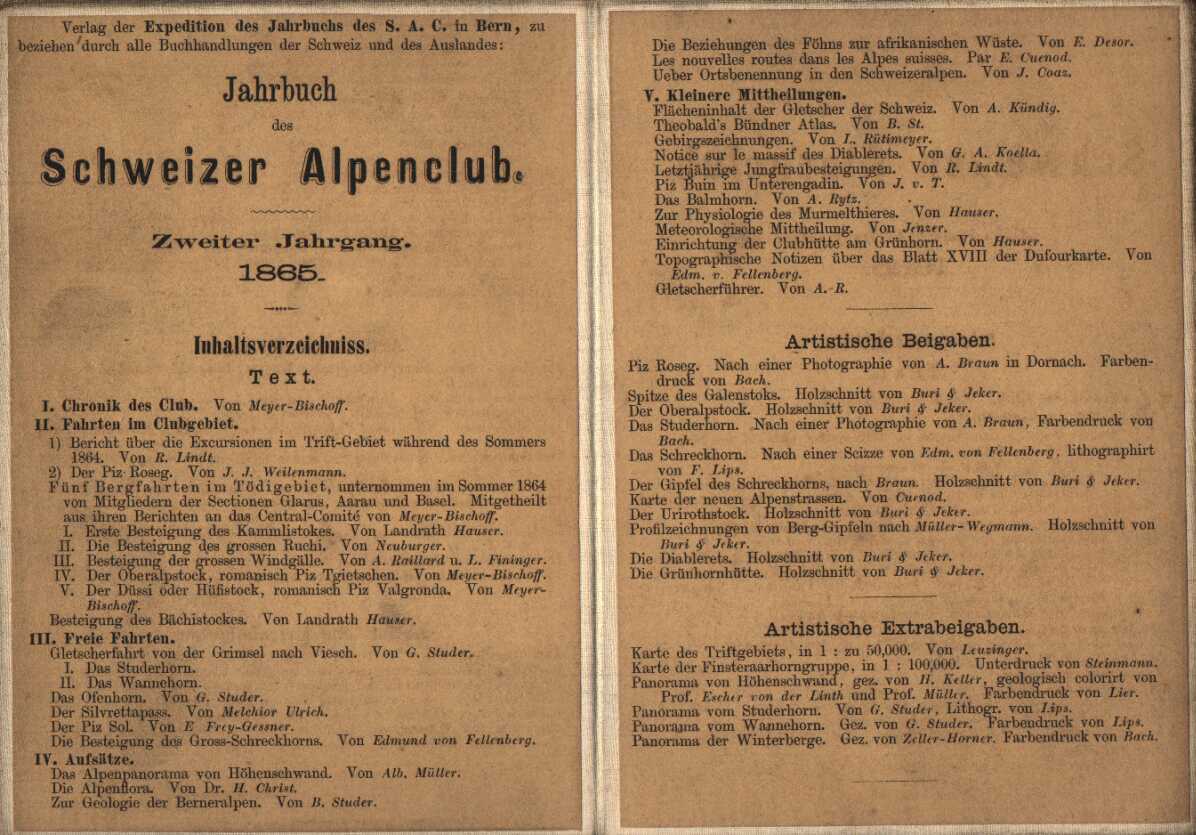 Verlag der Expedition des Jahrbuchs des S. A. C. in Bern, zu
beziehen durch alle Buchhandlungen der Schweiz und des Auslandes:
Jahrbuch
des
Schweizer Alpenclub.
Zweiter Jahrgang.
1865.
Inhaltsverzeichniss.
Text.
I. Chronik des Club. Von Meyer-Bischoff.
II. Fahrten im Clubgebiet.
1) Bericht über die Excursionen im Trift-Gebiet während des Sommers
1864. Von R. Lindt.
2) Der Piz Roseg. Von J. J. Weilenmann.
Fünf Bergfahrten im Tödigebiet, unternommen im Sommer 1864
von Mitgliedern der Sectionen Glarus, Aarau und Basel. Mitgetheilt
aus ihren Berichten an das Central-Comité von Meyer-Bischoff.
I. Erste Besteigung des Kammlistokes. Von Landrath Hauser.
II. Die Besteigung des grossen Ruchi. Von Neuburger.
III. Besteigung der grossen Windgälle. Von A. Raillard u. L. Fininger.
IV. Der Oberalpstock, romanisch Piz Tgietschen. Von Meyer-Bischoff.
V. Der Düssi oder Hüfistock, romanisch Piz Valgronda. Von Meyer-
Bischoff.
Besteigung des Bächistockes. Von Landrath Hauser.
III. Freie Fahrten.
Gletscherfahrt von der Grimsel nach Viesch. Von G. Studer.
I. Das Studerhorn.
II. Das Wannehorn.
Das Ofenhorn. Von G. Studer.
Der Silvrettapass. Von Melchior Ulrich.
Der Piz Sol. Von E Frey-Gessner.
Die Besteigung des Gross-Schreckhorns. Von Edmund von Fellenberg.
IV. Aufsätze.
Das Alpenpanorama von Höhenschwand. Von Alb. Müller.
Die Alpenflora. Von Dr. H. Christ.
Zur Geologie der Berneralpen. Von B. Studer.
Die Beziehungen des Föhns zur afrikanischen Wüste. Von E. Desor.
Les nouvelles routes dans les Alpes suisses. Par E. Cuenod.
Ueber Ortsbenennung in den Schweizeralpen. Von J. Coaz.
V. Kleinere Mittheilungen.
Flächeninhalt der Gletscher der Schweiz. Von A. Kündig.
Theobald's Bündner Atlas. Von B. St.
Gebirgszeichnungen. Von L. Rütimeyer.
Notice sur le massif des Diablerets. Von G. A. Koella.
Letztjährige Jungfraubesteigungen. Von R. Lindt.
Piz Buin im Unterengadin. Von J. v. T.
Das Balmhorn. Von A. Rytz.
Zur Physiologie des Murmelthieres. Von Hauser.
Meteorologische Mittheilung. Von Jenzer.
Einrichtung der Clubhütte am Grünhorn. Von Hauser.
Topographische Notizen über das Blatt XVIII der Dufourkarte. Von
Edm. v. Fellenberg.
Gletscherführer. Von A.-R.
Artistische Beigaben.
Piz Roseg. Nach einer Photographie von A. Braun in Dornach. Farben-
druck von Bach.
Spitze des Galenstoks. Holzschnitt von Buri & Jeker.
Der Oberalpstock. Holzschnitt von Buri & Jeker.
Das Studerhorn. Nach einer Photographie von A. Braun, Farbendruck von
Bach.
Das Schreckhorn. Nach einer Scizze von Edm. von Fellenberg, lithographirt
von F. Lips.
Der Gipfel des Schreckhorns, nach Braun. Holzschnitt von Buri & Jeker.
Karte der neuen Alpenstrassen. Von Cuenod.
Der Urirothstock. Holzschnitt von Buri & Jeker.
Profilzeichnungen von Berg-Gipfeln nach Müller-Wegmann. Holzschnitt von
Buri & Jeker.
Die Diablerets. Holzschnitt von Buri & Jeker.
Die Grünhornhütte. Holzschnitt von Buri & Jeker.
Artistische Extrabeigaben.
Karte des Triftgebiets, in 1 : zu 50,000. Von Leuzinger.
Karte der Finsteraarhorngruppe, in 1 : 100,000. Unterdruck von Steinmann.
Panorama von Höhenschwand, gez. von H. Keller, geologisch colorirt von
Prof. Escher von der Linth und Prof. Müller. Farbendruck von Lier.
Panorama vom Studerhorn. Von G. Studer, Lithogr. von Lips.
Panorama vom Wannehorn. Gez. von G. Studer. Farbendruck von Lips.
Panorama der Winterberge. Gez. von Zeller-Horner. Farbendruck von Bach.